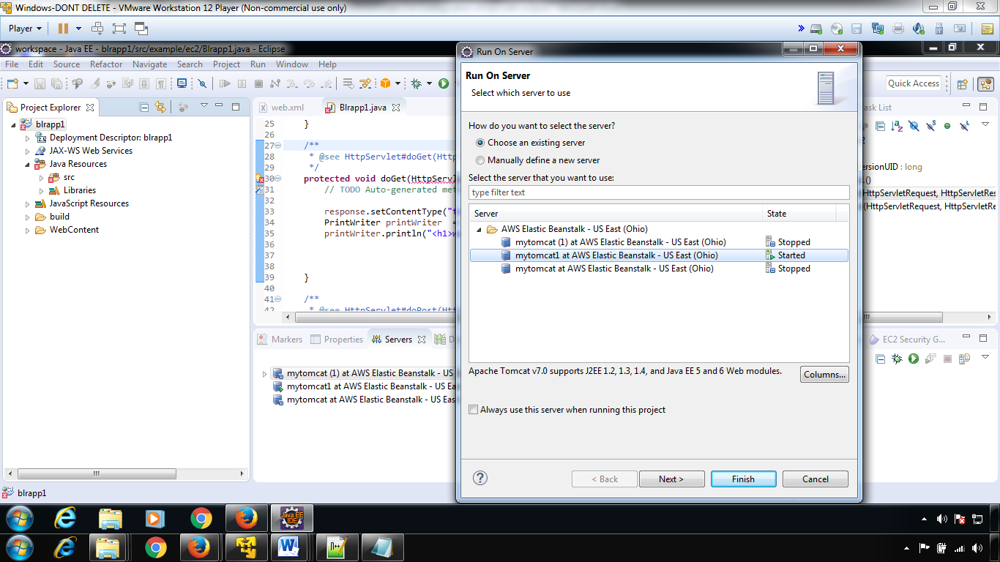 Windows-DONT DELETE - VMware Workstation 12 Player (Non-commercial use only)
Player
workspace - Java EE - blrapp1/src/example/ec2/Blrapp1.java - Eclipse
File Edit Source Refactor Navigate Search Project Run Window Help
Quick Access
Project Explorer
blrapp1
Deployment Descriptor: blrapp1
JAX-WS Web Services
Java Resources
src
Libraries
JavaScript Resources
build
WebContent
web.xml
Blrapp1.java
25 }
26
27 /**
28 * @see HttpServlet#doGet(Htt
29 */
30 protected void doGet(HttpServl
31 // TODO Auto-generated met
32
33 response.setContentType("t
34 PrintWriter printWriter =
35 printWriter.println("<h1>w
36
37
38
39 }
40
41 /**
42 * @see HttpServlet#doPost(Ht
ask List
ersionUID : long
()
HttpServletRequest, HttpServletRes
(HttpServletRequest, HttpServletRe
Markers Properties Servers D
EC2 Security G...
mytomcat (1) at AWS Elastic Beanstalk - US
mytomcat1 at AWS Elastic Beanstalk - US Ea
mytomcat at AWS Elastic Beanstalk - US Eas
Run On Server
Run On Server
Select which server to use
How do you want to select the server?
Choose an existing server
Manually define a new server
Select the server that you want to use:
type filter text
Server State
AWS Elastic Beanstalk - US East (Ohio)
mytomcat (1) at AWS Elastic Beanstalk - US East (Ohio) Stopped
mytomcat1 at AWS Elastic Beanstalk - US East (Ohio) Started
mytomcat at AWS Elastic Beanstalk - US East (Ohio) Stopped
Apache Tomcat v7.0 supports J2EE 1.2, 1.3, 1.4, and Java EE 5 and 6 Web modules.
Columns...
Always use this server when running this project
< Back Next > Finish Cancel
blrapp1
Java EE
IDE